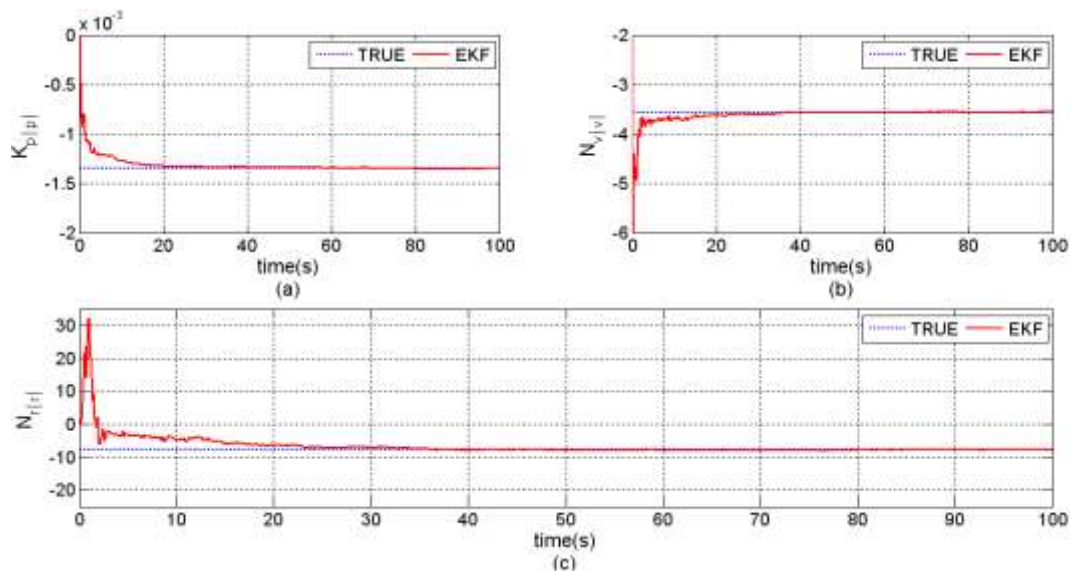 x 10⁻³
0
-0.5
-1
-1.5
-2
K p|p|
TRUE EKF
0 20 40 60 80 100
time(s)
(a)
-2
-3
-4
-5
-6
N v|v|
TRUE EKF
0 20 40 60 80 100
time(s)
(b)
30
20
10
0
-10
-20
N r|r|
TRUE EKF
0 10 20 30 40 50 60 70 80 90 100
time(s)
(c)